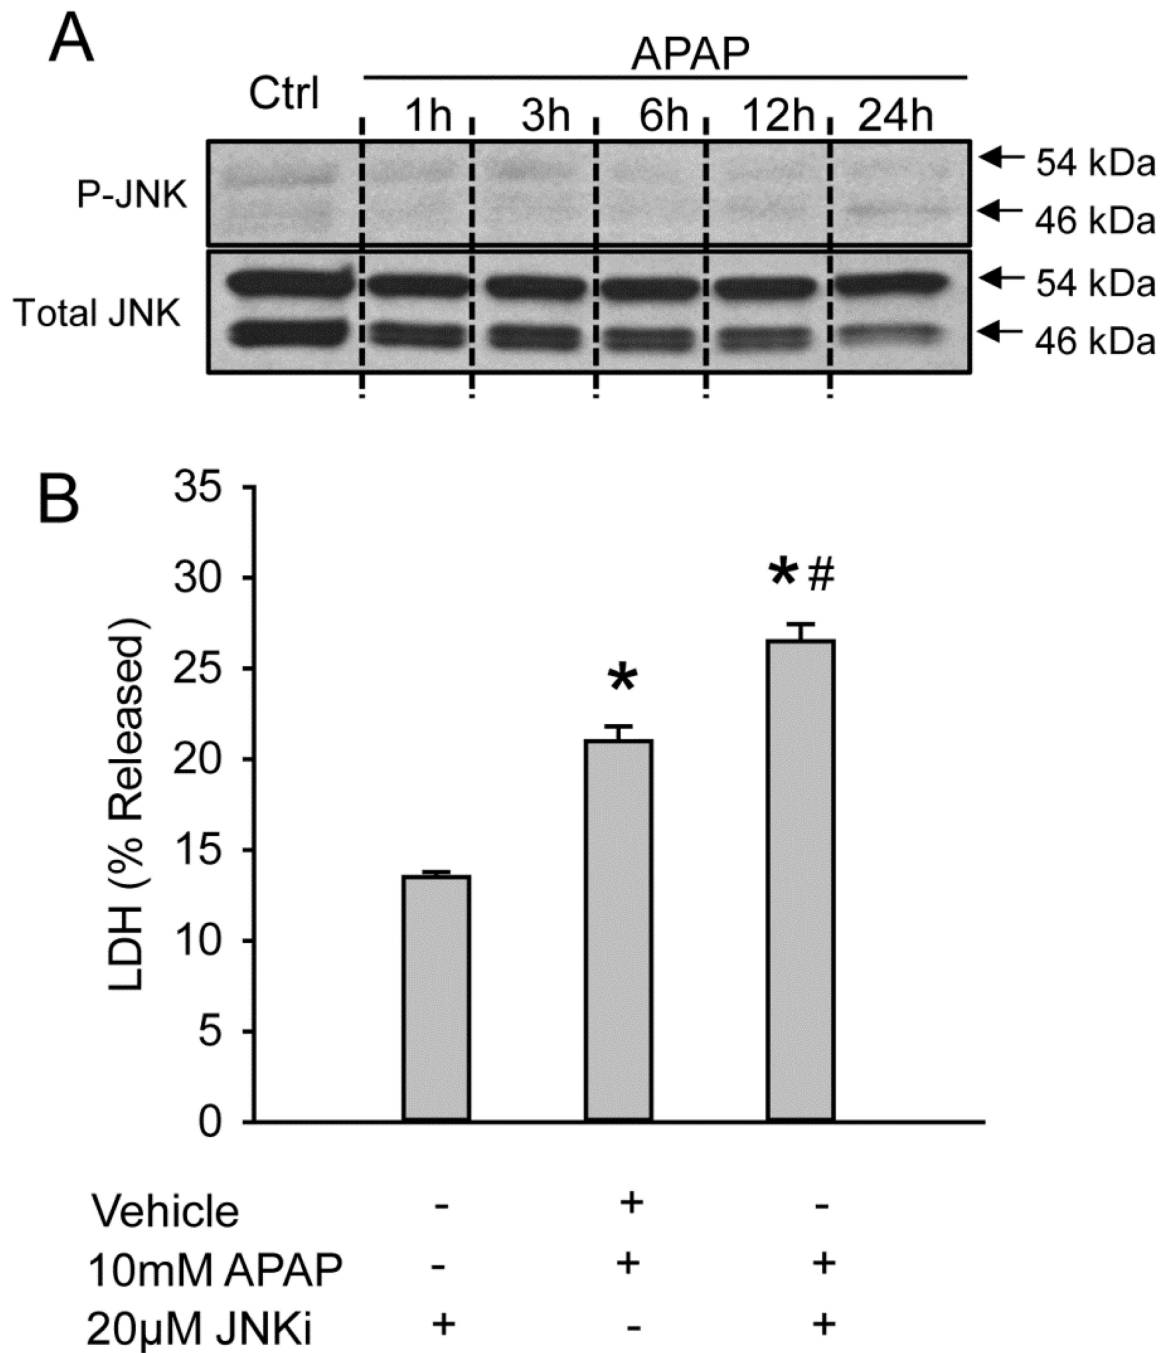 A
APAP
Ctrl
1h 3h 6h 12h 24h
P-JNK
54 kDa
46 kDa
Total JNK
54 kDa
46 kDa
B
35
30
25
20
15
10
5
0
LDH (% Released)
*
*#
Vehicle - + -
10mM APAP - + +
20µM JNKi + - +